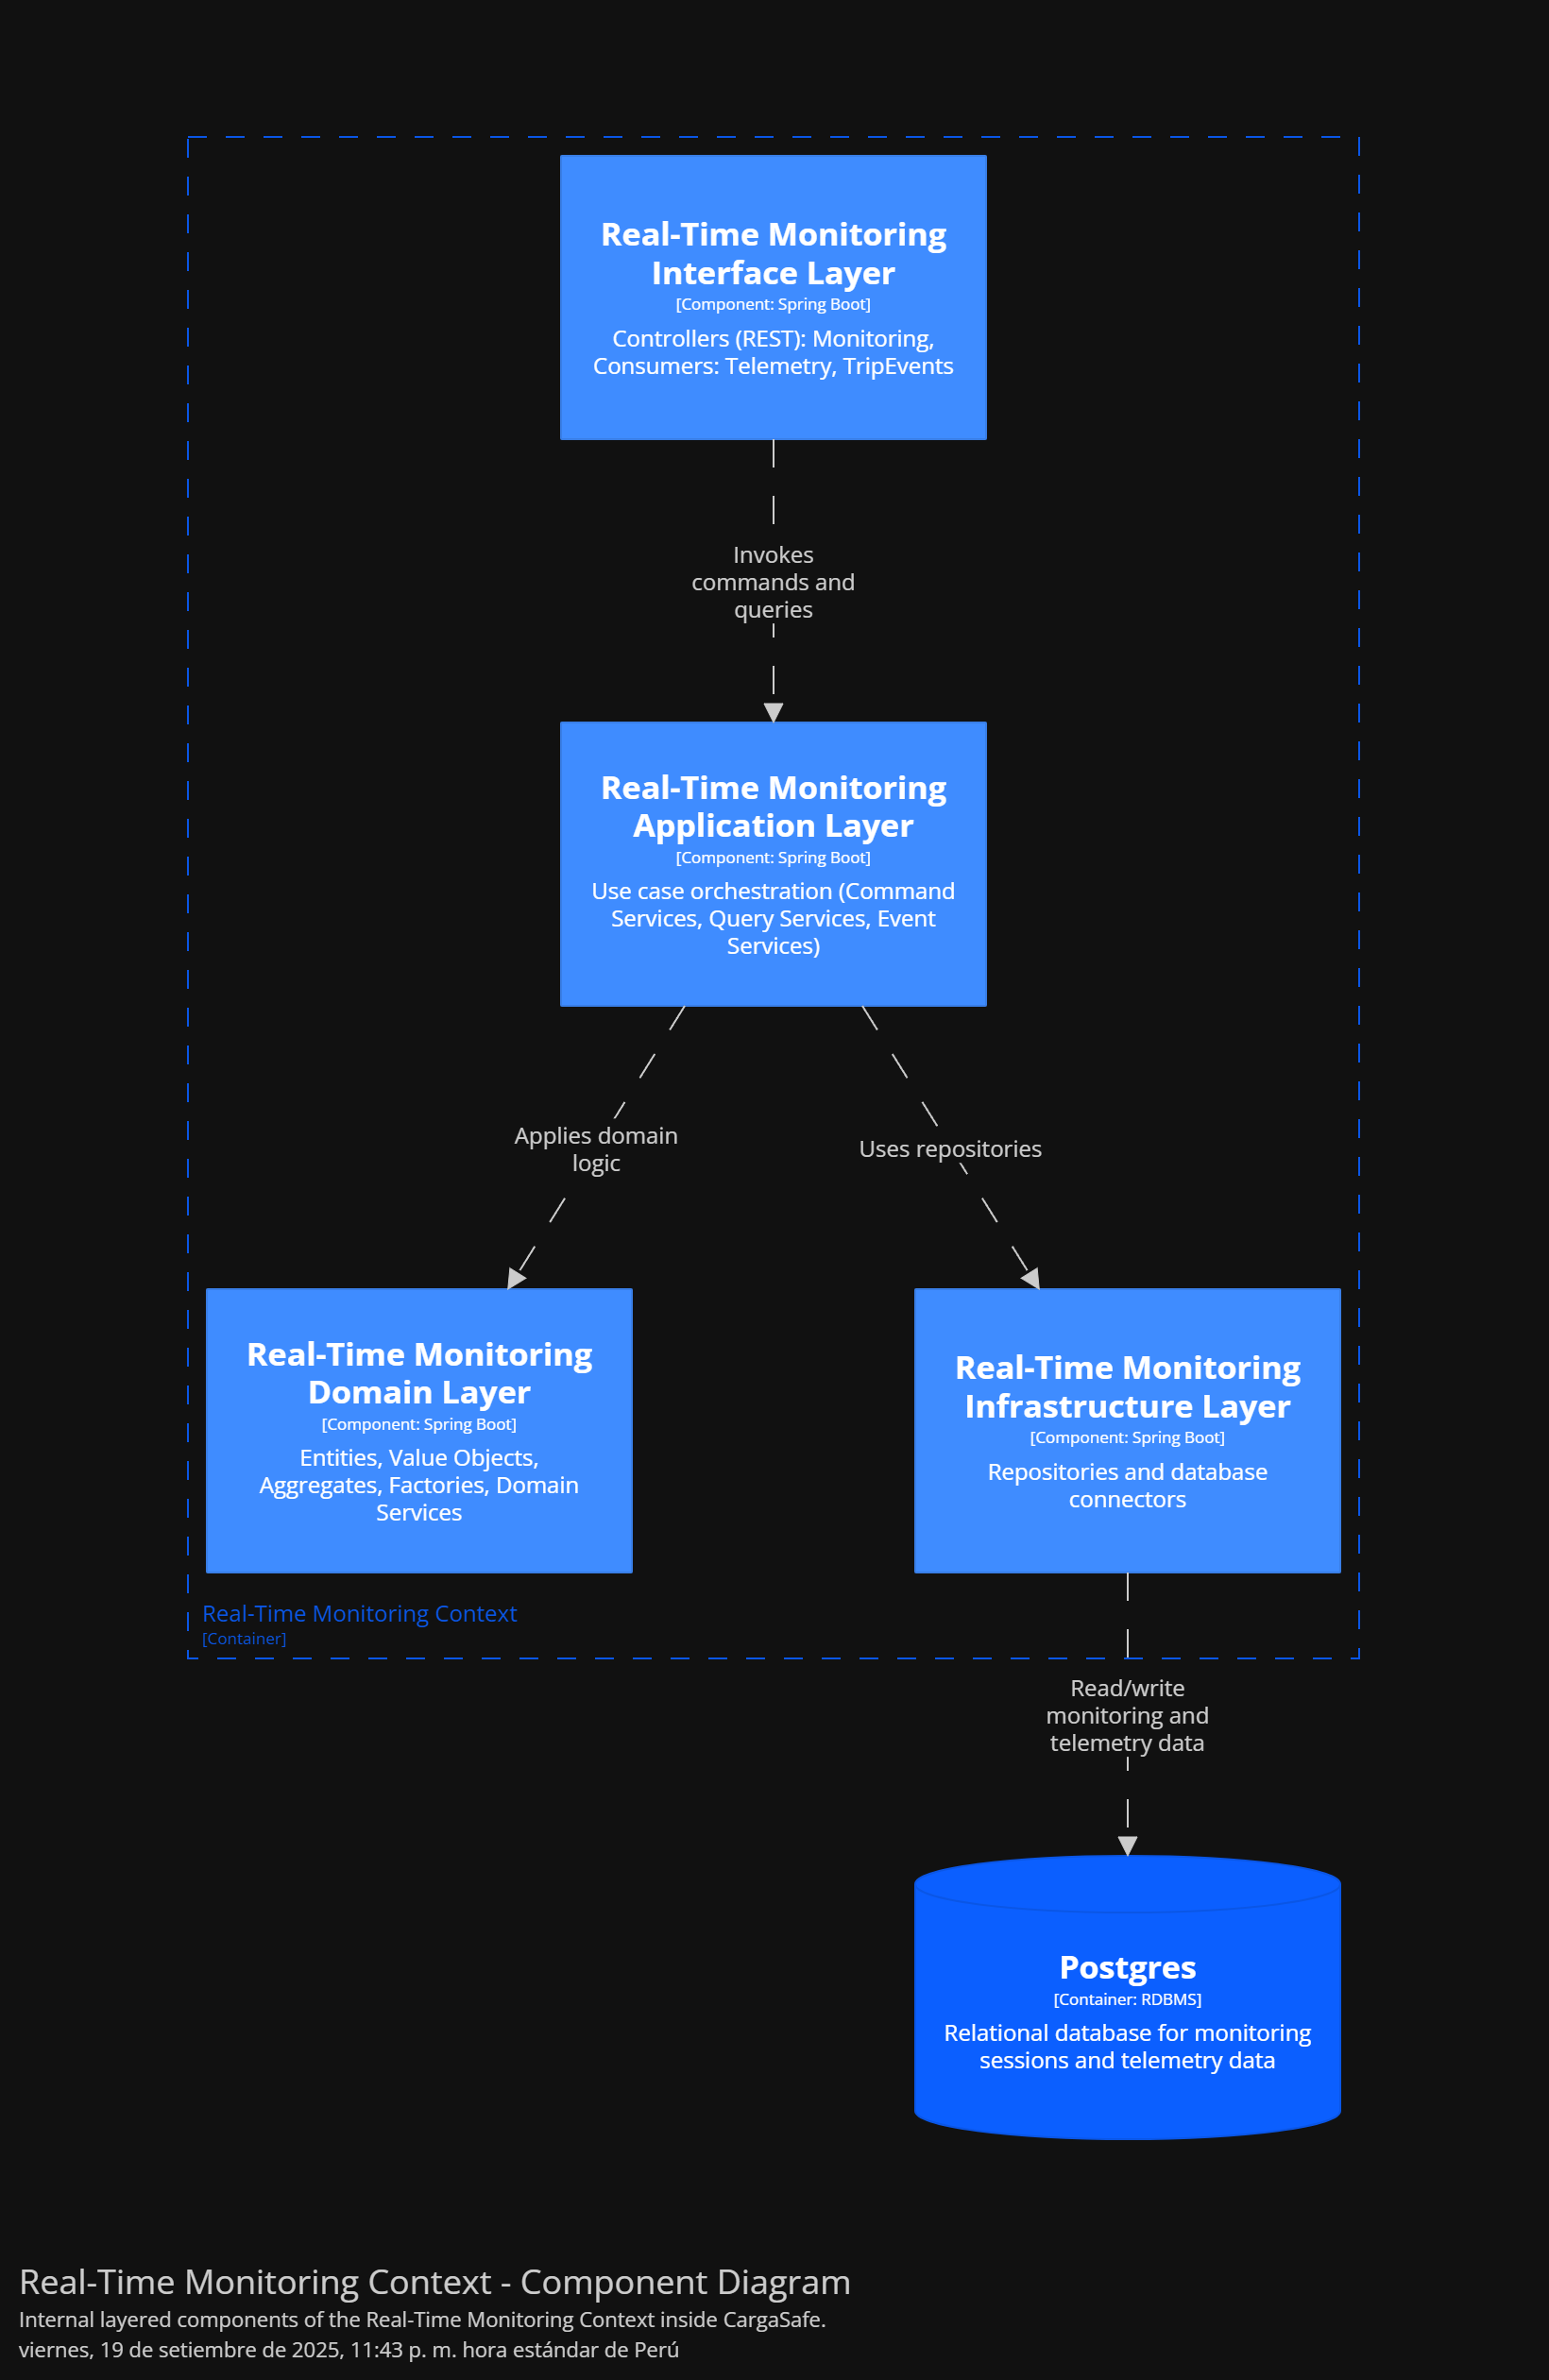 Real-Time Monitoring
Interface Layer
[Component: Spring Boot]
Controllers (REST): Monitoring,
Consumers: Telemetry, TripEvents
Invokes
commands and
queries
Real-Time Monitoring
Application Layer
[Component: Spring Boot]
Use case orchestration (Command
Services, Query Services, Event
Services)
Applies domain
logic
Uses repositories
Real-Time Monitoring
Domain Layer
[Component: Spring Boot]
Entities, Value Objects,
Aggregates, Factories, Domain
Services
Real-Time Monitoring
Infrastructure Layer
[Component: Spring Boot]
Repositories and database
connectors
Real-Time Monitoring Context
[Container]
Read/write
monitoring and
telemetry data
Postgres
[Container: RDBMS]
Relational database for monitoring
sessions and telemetry data
Real-Time Monitoring Context - Component Diagram
Internal layered components of the Real-Time Monitoring Context inside CargaSafe.
viernes, 19 de setiembre de 2025, 11:43 p. m. hora estándar de Perú